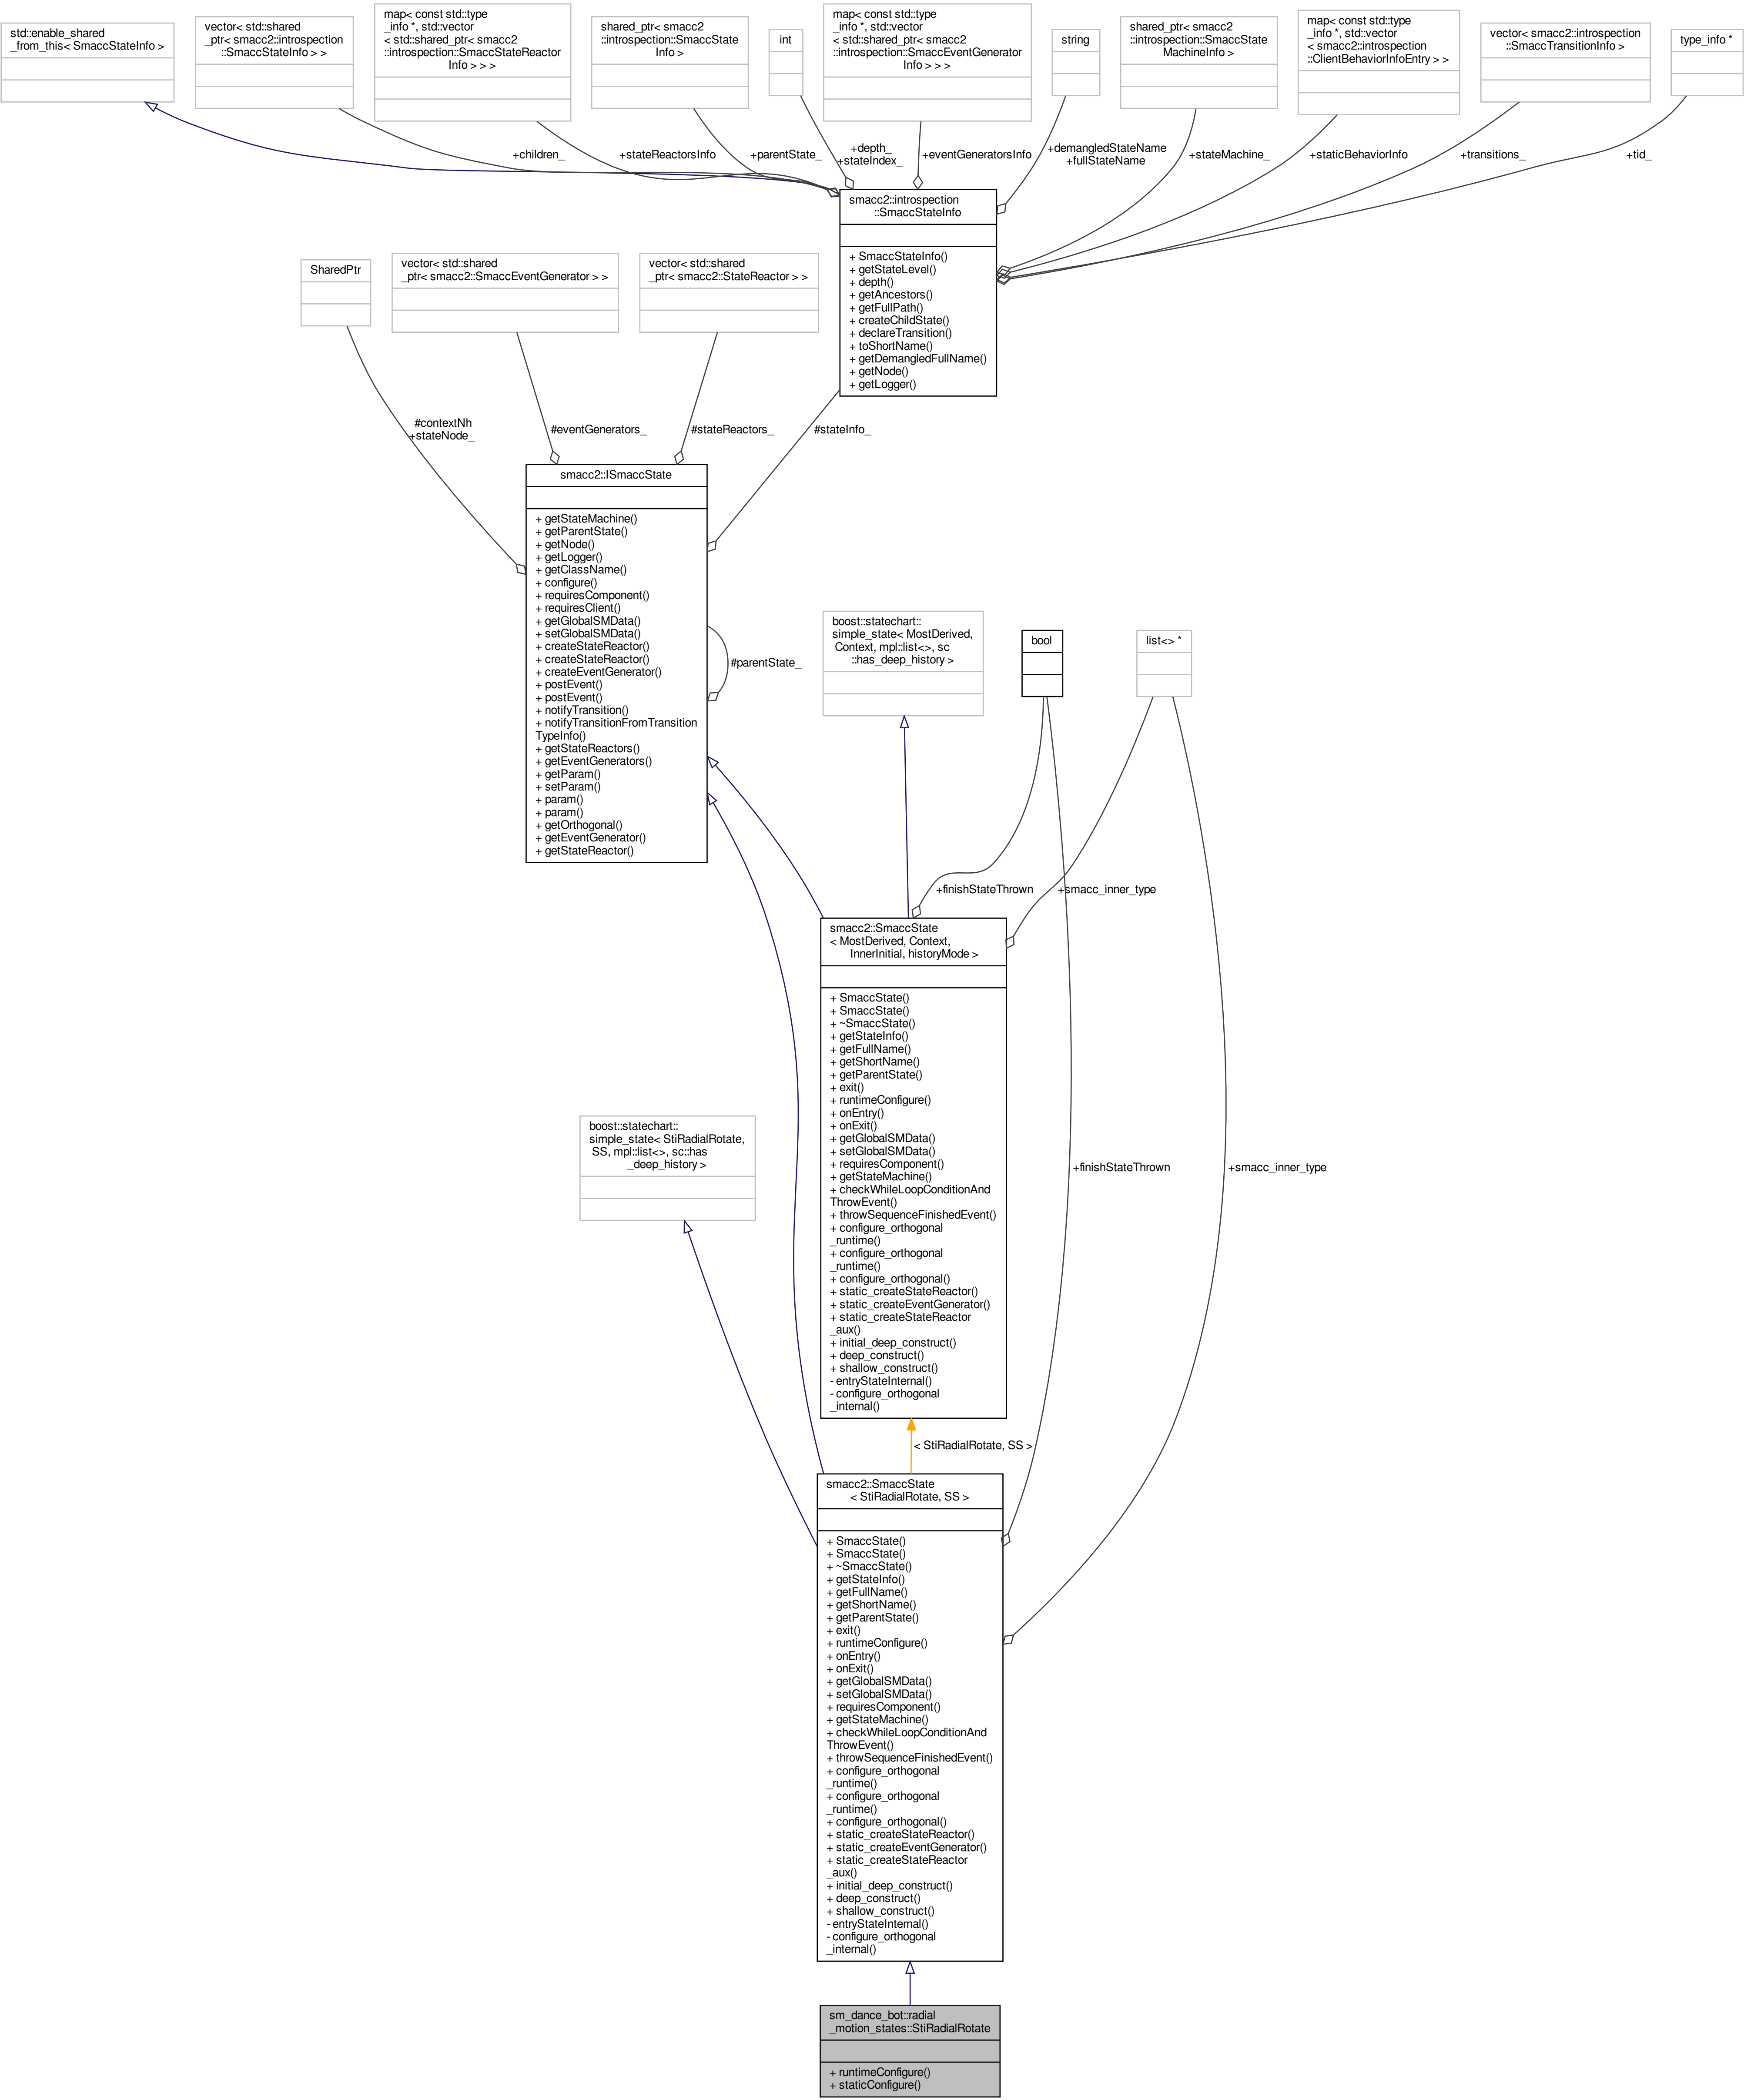 std::enable_shared
_from_this< SmaccStateInfo >
vector< std::shared
_ptr< smacc2::introspection
::SmaccStateInfo > >
map< const std::type
_info *, std::vector
< std::shared_ptr< smacc2
::introspection::SmaccStateReactor
Info > > >
shared_ptr< smacc2
::introspection::SmaccState
Info >
int
map< const std::type
_info *, std::vector
< std::shared_ptr< smacc2
::introspection::SmaccEventGenerator
Info > > >
string
shared_ptr< smacc2
::introspection::SmaccState
MachineInfo >
map< const std::type
_info *, std::vector
< smacc2::introspection
::ClientBehaviorInfoEntry > >
vector< smacc2::introspection
::SmaccTransitionInfo >
type_info *
+children_
+stateReactorsInfo
+parentState_
+depth_
+stateIndex_
+eventGeneratorsInfo
+demangledStateName
+fullStateName
+stateMachine_
+staticBehaviorInfo
+transitions_
+tid_
smacc2::introspection
::SmaccStateInfo
+ SmaccStateInfo()
+ getStateLevel()
+ depth()
+ getAncestors()
+ getFullPath()
+ createChildState()
+ declareTransition()
+ toShortName()
+ getDemangledFullName()
+ getNode()
+ getLogger()
SharedPtr
vector< std::shared
_ptr< smacc2::SmaccEventGenerator > >
vector< std::shared
_ptr< smacc2::StateReactor > >
#contextNh
+stateNode_
#eventGenerators_
#stateReactors_
#stateInfo_
smacc2::ISmaccState
+ getStateMachine()
+ getParentState()
+ getNode()
+ getLogger()
+ getClassName()
+ configure()
+ requiresComponent()
+ requiresClient()
+ getGlobalSMData()
+ setGlobalSMData()
+ createStateReactor()
+ createStateReactor()
+ createEventGenerator()
+ postEvent()
+ postEvent()
+ notifyTransition()
+ notifyTransitionFromTransition
TypeInfo()
+ getStateReactors()
+ getEventGenerators()
+ getParam()
+ setParam()
+ param()
+ param()
+ getOrthogonal()
+ getEventGenerator()
+ getStateReactor()
#parentState_
boost::statechart::
simple_state< MostDerived,
Context, mpl::list<>, sc
::has_deep_history >
bool
list<> *
+finishStateThrown
+smacc_inner_type
smacc2::SmaccState
< MostDerived, Context,
InnerInitial, historyMode >
+ SmaccState()
+ SmaccState()
+ ~SmaccState()
+ getStateInfo()
+ getFullName()
+ getShortName()
+ getParentState()
+ exit()
+ runtimeConfigure()
+ onEntry()
+ onExit()
+ getGlobalSMData()
+ setGlobalSMData()
+ requiresComponent()
+ getStateMachine()
+ checkWhileLoopConditionAnd
ThrowEvent()
+ throwSequenceFinishedEvent()
+ configure_orthogonal
_runtime()
+ configure_orthogonal
_runtime()
+ configure_orthogonal()
+ static_createStateReactor()
+ static_createEventGenerator()
+ static_createStateReactor
_aux()
+ initial_deep_construct()
+ deep_construct()
+ shallow_construct()
- entryStateInternal()
- configure_orthogonal
_internal()
boost::statechart::
simple_state< StiRadialRotate,
SS, mpl::list<>, sc::has
_deep_history >
+finishStateThrown
+smacc_inner_type
< StiRadialRotate, SS >
smacc2::SmaccState
< StiRadialRotate, SS >
+ SmaccState()
+ SmaccState()
+ ~SmaccState()
+ getStateInfo()
+ getFullName()
+ getShortName()
+ getParentState()
+ exit()
+ runtimeConfigure()
+ onEntry()
+ onExit()
+ getGlobalSMData()
+ setGlobalSMData()
+ requiresComponent()
+ getStateMachine()
+ checkWhileLoopConditionAnd
ThrowEvent()
+ throwSequenceFinishedEvent()
+ configure_orthogonal
_runtime()
+ configure_orthogonal
_runtime()
+ configure_orthogonal()
+ static_createStateReactor()
+ static_createEventGenerator()
+ static_createStateReactor
_aux()
+ initial_deep_construct()
+ deep_construct()
+ shallow_construct()
- entryStateInternal()
- configure_orthogonal
_internal()
sm_dance_bot::radial
_motion_states::StiRadialRotate
+ runtimeConfigure()
+ staticConfigure()